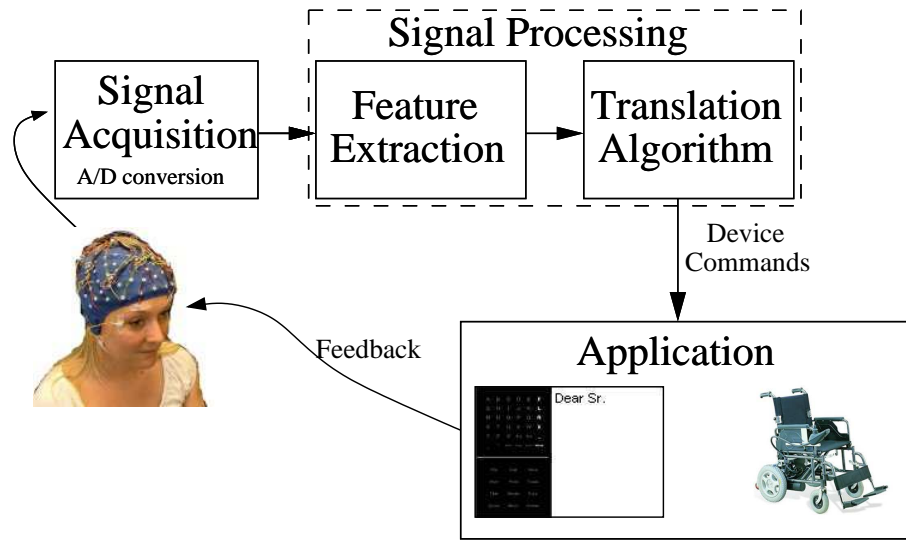 Signal Processing
Signal
Acquisition
A/D conversion
Feature
Extraction
Translation
Algorithm
Device
Commands
Feedback
Application
Dear Sr.